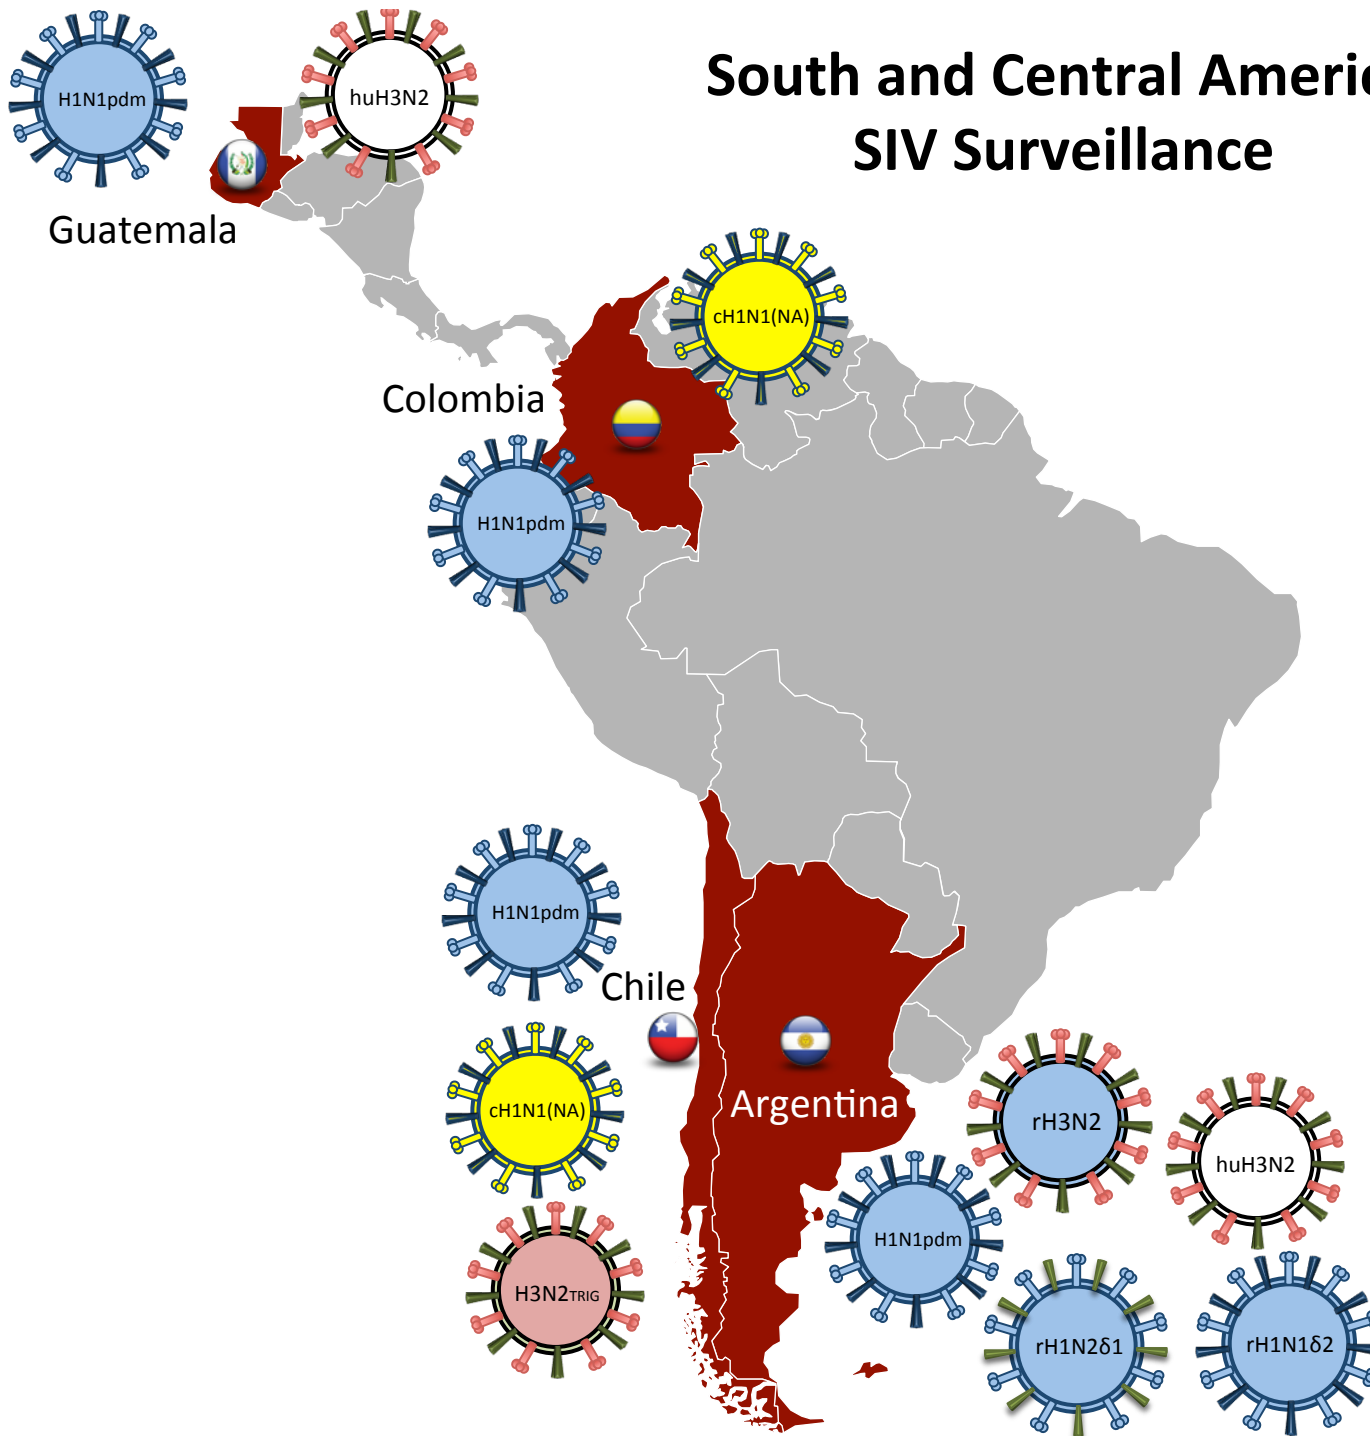 South and Central Americ
SIV Surveillance
H1N1pdm
huH3N2
Guatemala
cH1N1(NA)
Colombia
H1N1pdm
H1N1pdm
Chile
cH1N1(NA)
Argentina
rH3N2
huH3N2
H1N1pdm
H3N2TRIG
rH1N2δ1
rH1N1δ2